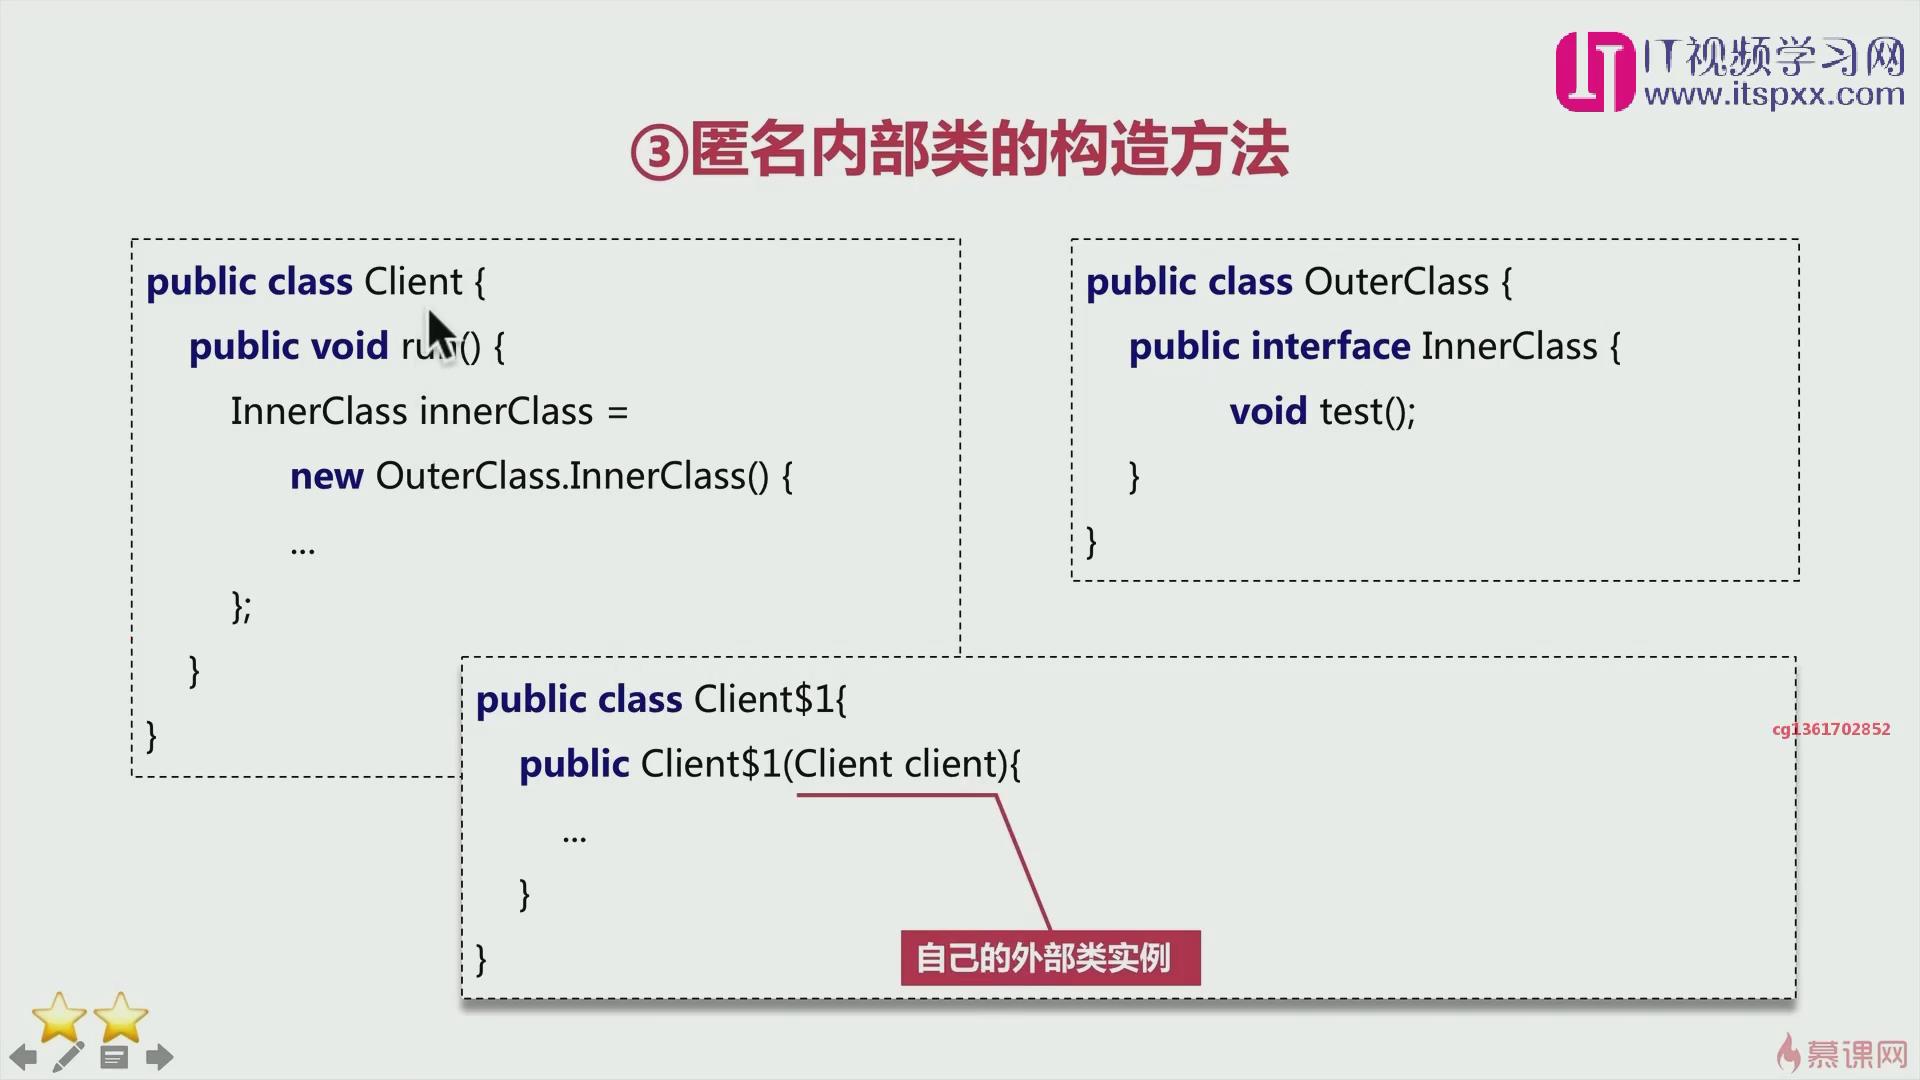 IT视频学习网
www.itspxx.com
③匿名内部类的构造方法
public class Client {
public void run() {
InnerClass innerClass =
new OuterClass.InnerClass() {
...
};
}
}
public class OuterClass {
public interface InnerClass {
void test();
}
}
public class Client$1{
public Client$1(Client client){
...
}
}
自己的外部类实例
cg1361702852
慕课网